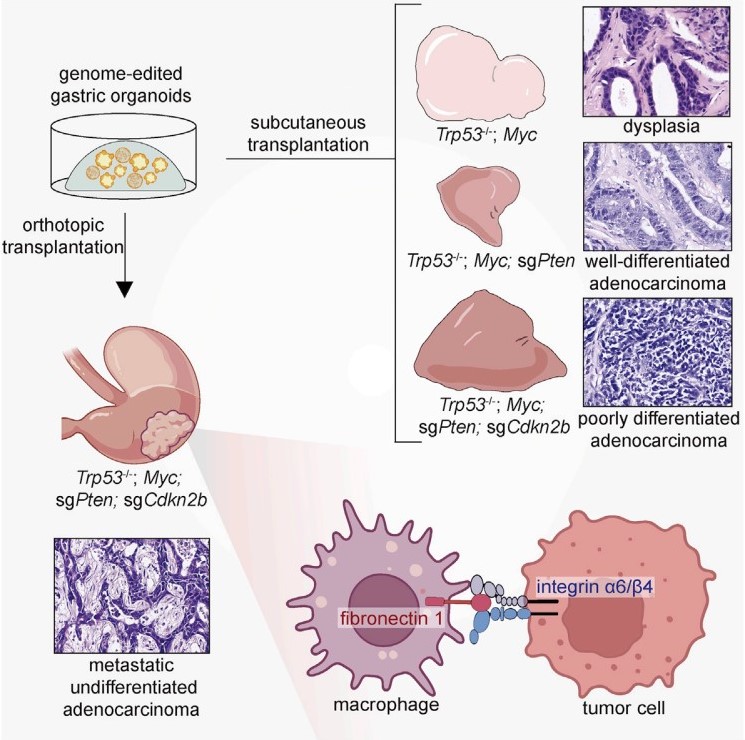 genome-edited
gastric organoids
subcutaneous
transplantation
Trp53-/-; Myc
dysplasia
orthotopic
transplantation
Trp53-/-; Myc; sgPten
well-differentiated
adenocarcinoma
Trp53-/-; Myc;
sgPten; sgCdkn2b
poorly differentiated
adenocarcinoma
Trp53-/-; Myc;
sgPten; sgCdkn2b
metastatic
undifferentiated
adenocarcinoma
fibronectin 1
integrin α6/β4
macrophage
tumor cell